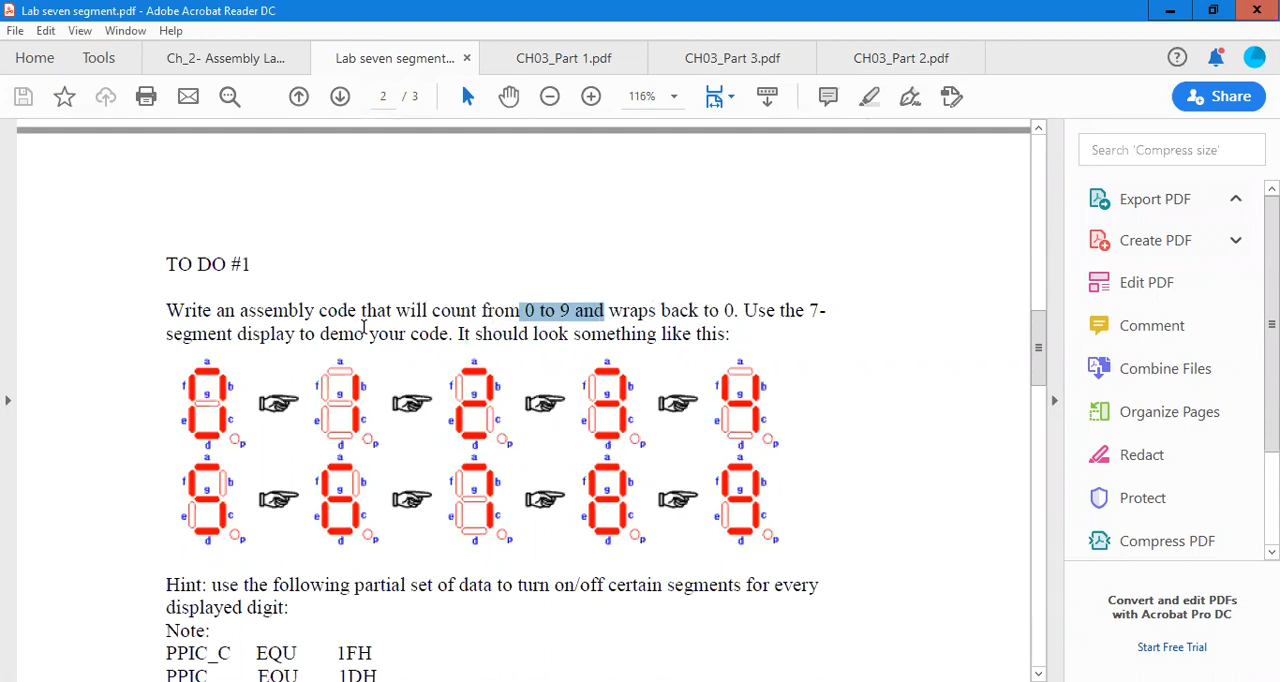 Lab seven segment.pdf - Adobe Acrobat Reader DC
File Edit View Window Help
Home Tools Ch_2- Assembly La... Lab seven segment... × CH03_Part 1.pdf CH03_Part 3.pdf CH03_Part 2.pdf
2 / 3 116% Share
Search 'Compress size'
Export PDF
Create PDF
Edit PDF
Comment
Combine Files
Organize Pages
Redact
Protect
Compress PDF
Convert and edit PDFs
with Acrobat Pro DC
Start Free Trial
TO DO #1
Write an assembly code that will count from 0 to 9 and wraps back to 0. Use the 7-
segment display to demo your code. It should look something like this:
a a a a a
f g b f g b f g b f g b f g b
e c e c e c e c e c
d p d p d p d p d p
a a a a a
f g b f g b f g b f g b f g b
e c e c e c e c e c
d p d p d p d p d p
Hint: use the following partial set of data to turn on/off certain segments for every
displayed digit:
Note:
PPIC_C EQU 1FH
PPIC EQU 1DH